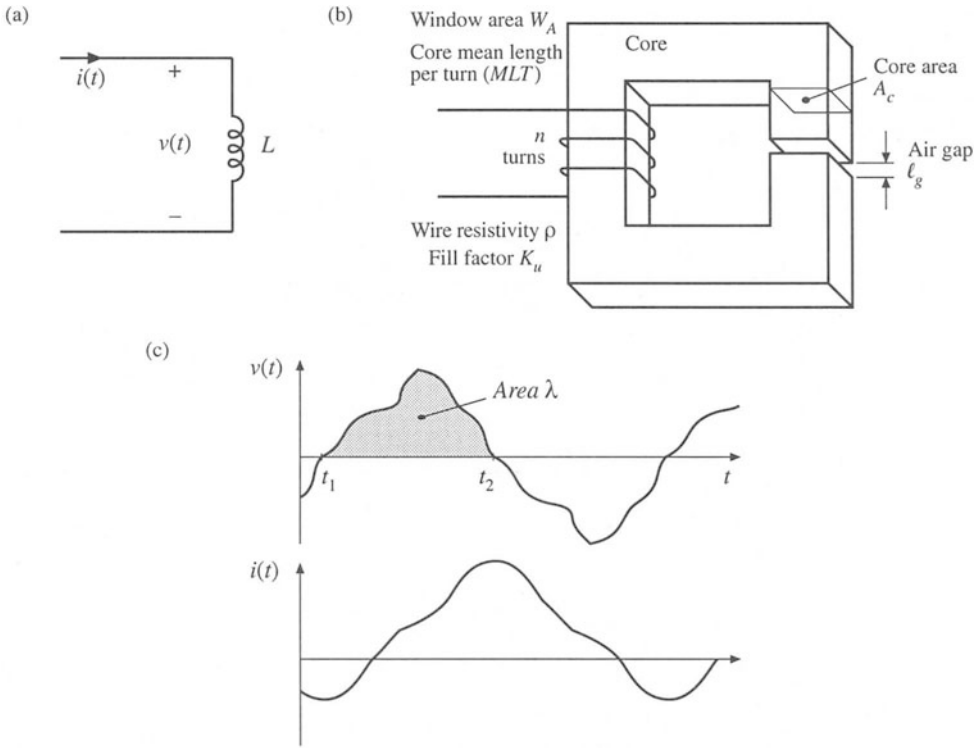 (a)
i(t)
+
v(t)
L
−
(b)
Window area W_A
Core mean length
per turn (MLT)
Core
Core area
A_c
n
turns
Air gap
ℓ_g
Wire resistivity ρ
Fill factor K_u
(c)
v(t)
Area λ
t_1
t_2
t
i(t)